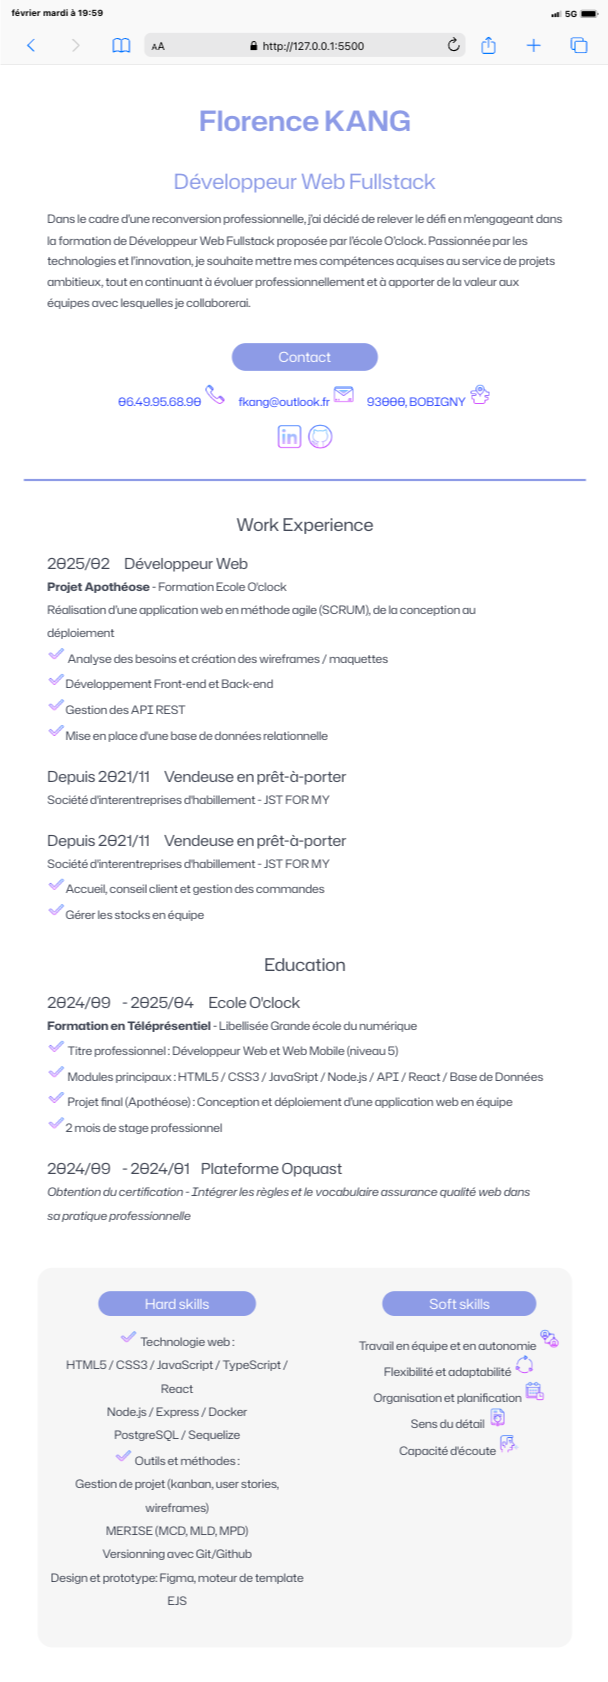 février mardi à 19:59
5G
AA
http://127.0.0.1:5500
Florence KANG
Développeur Web Fullstack
Dans le cadre d'une reconversion professionnelle, j'ai décidé de relever le défi en m'engageant dans
la formation de Développeur Web Fullstack proposée par l'école O'clock. Passionnée par les
technologies et l'innovation, je souhaite mettre mes compétences acquises au service de projets
ambitieux, tout en continuant à évoluer professionnellement et à apporter de la valeur aux
équipes avec lesquelles je collaborerai.
Contact
06.49.95.68.90 fkang@outlook.fr 93000, BOBIGNY
in
Work Experience
2025/02 Développeur Web
Projet Apothéose - Formation Ecole O'clock
Réalisation d'une application web en méthode agile (SCRUM), de la conception au
déploiement
Analyse des besoins et création des wireframes / maquettes
Développement Front-end et Back-end
Gestion des API REST
Mise en place d'une base de données relationnelle
Depuis 2021/11 Vendeuse en prêt-à-porter
Société d'interentreprises d'habillement - JST FOR MY
Depuis 2021/11 Vendeuse en prêt-à-porter
Société d'interentreprises d'habillement - JST FOR MY
Accueil, conseil client et gestion des commandes
Gérer les stocks en équipe
Education
2024/09 - 2025/04 Ecole O'clock
Formation en Téléprésentiel - Libellisée Grande école du numérique
Titre professionnel : Développeur Web et Web Mobile (niveau 5)
Modules principaux : HTML5 / CSS3 / JavaSript / Node.js / API / React / Base de Données
Projet final (Apothéose) : Conception et déploiement d'une application web en équipe
2 mois de stage professionnel
2024/09 - 2024/01 Plateforme Opquast
Obtention du certification - Intégrer les règles et le vocabulaire assurance qualité web dans
sa pratique professionnelle
Hard skills
Technologie web :
HTML5 / CSS3 / JavaScript / TypeScript /
React
Node.js / Express / Docker
PostgreSQL / Sequelize
Outils et méthodes :
Gestion de projet (kanban, user stories,
wireframes)
MERISE (MCD, MLD, MPD)
Versionning avec Git/Github
Design et prototype: Figma, moteur de template
EJS
Soft skills
Travail en équipe et en autonomie
Flexibilité et adaptabilité
Organisation et planification
Sens du détail
Capacité d'écoute